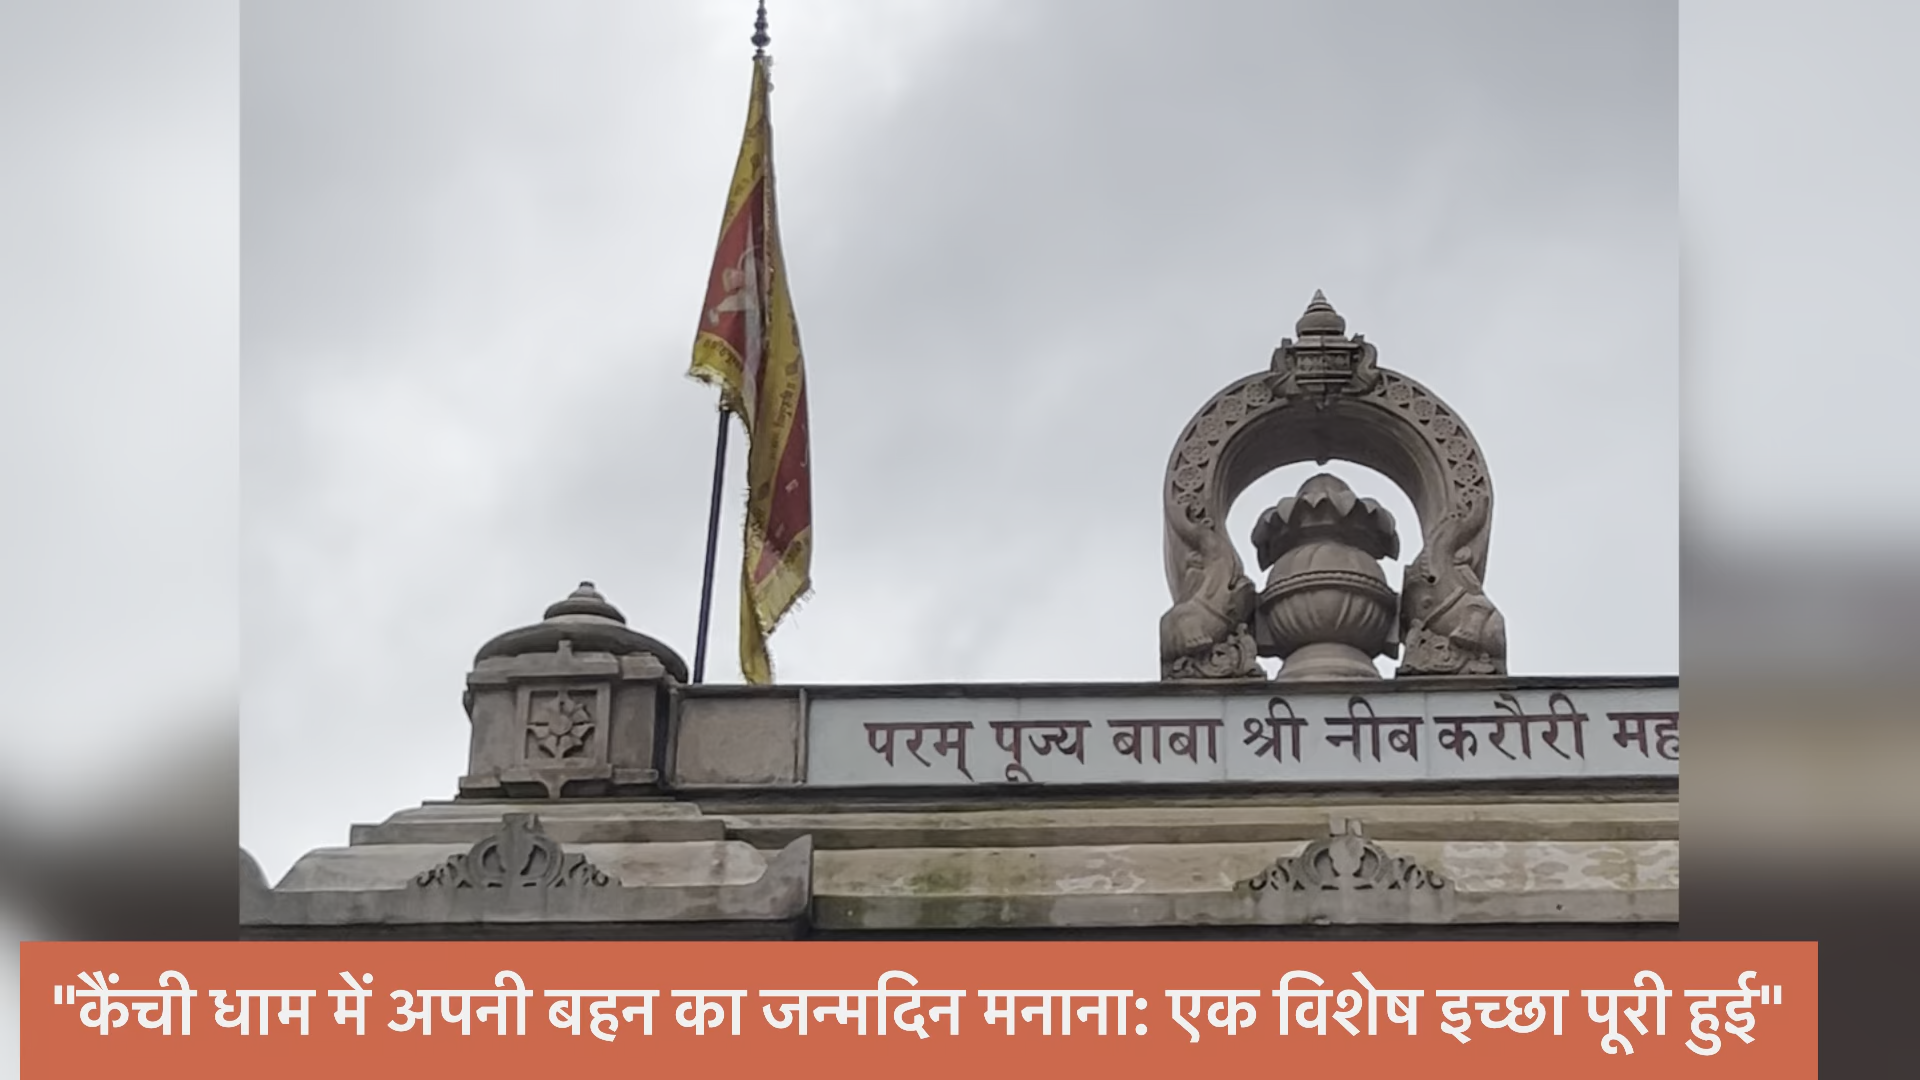 परम् पूज्य बाबा श्री नीब करौरी मह
"कैंची धाम में अपनी बहन का जन्मदिन मनाना: एक विशेष इच्छा पूरी हुई"